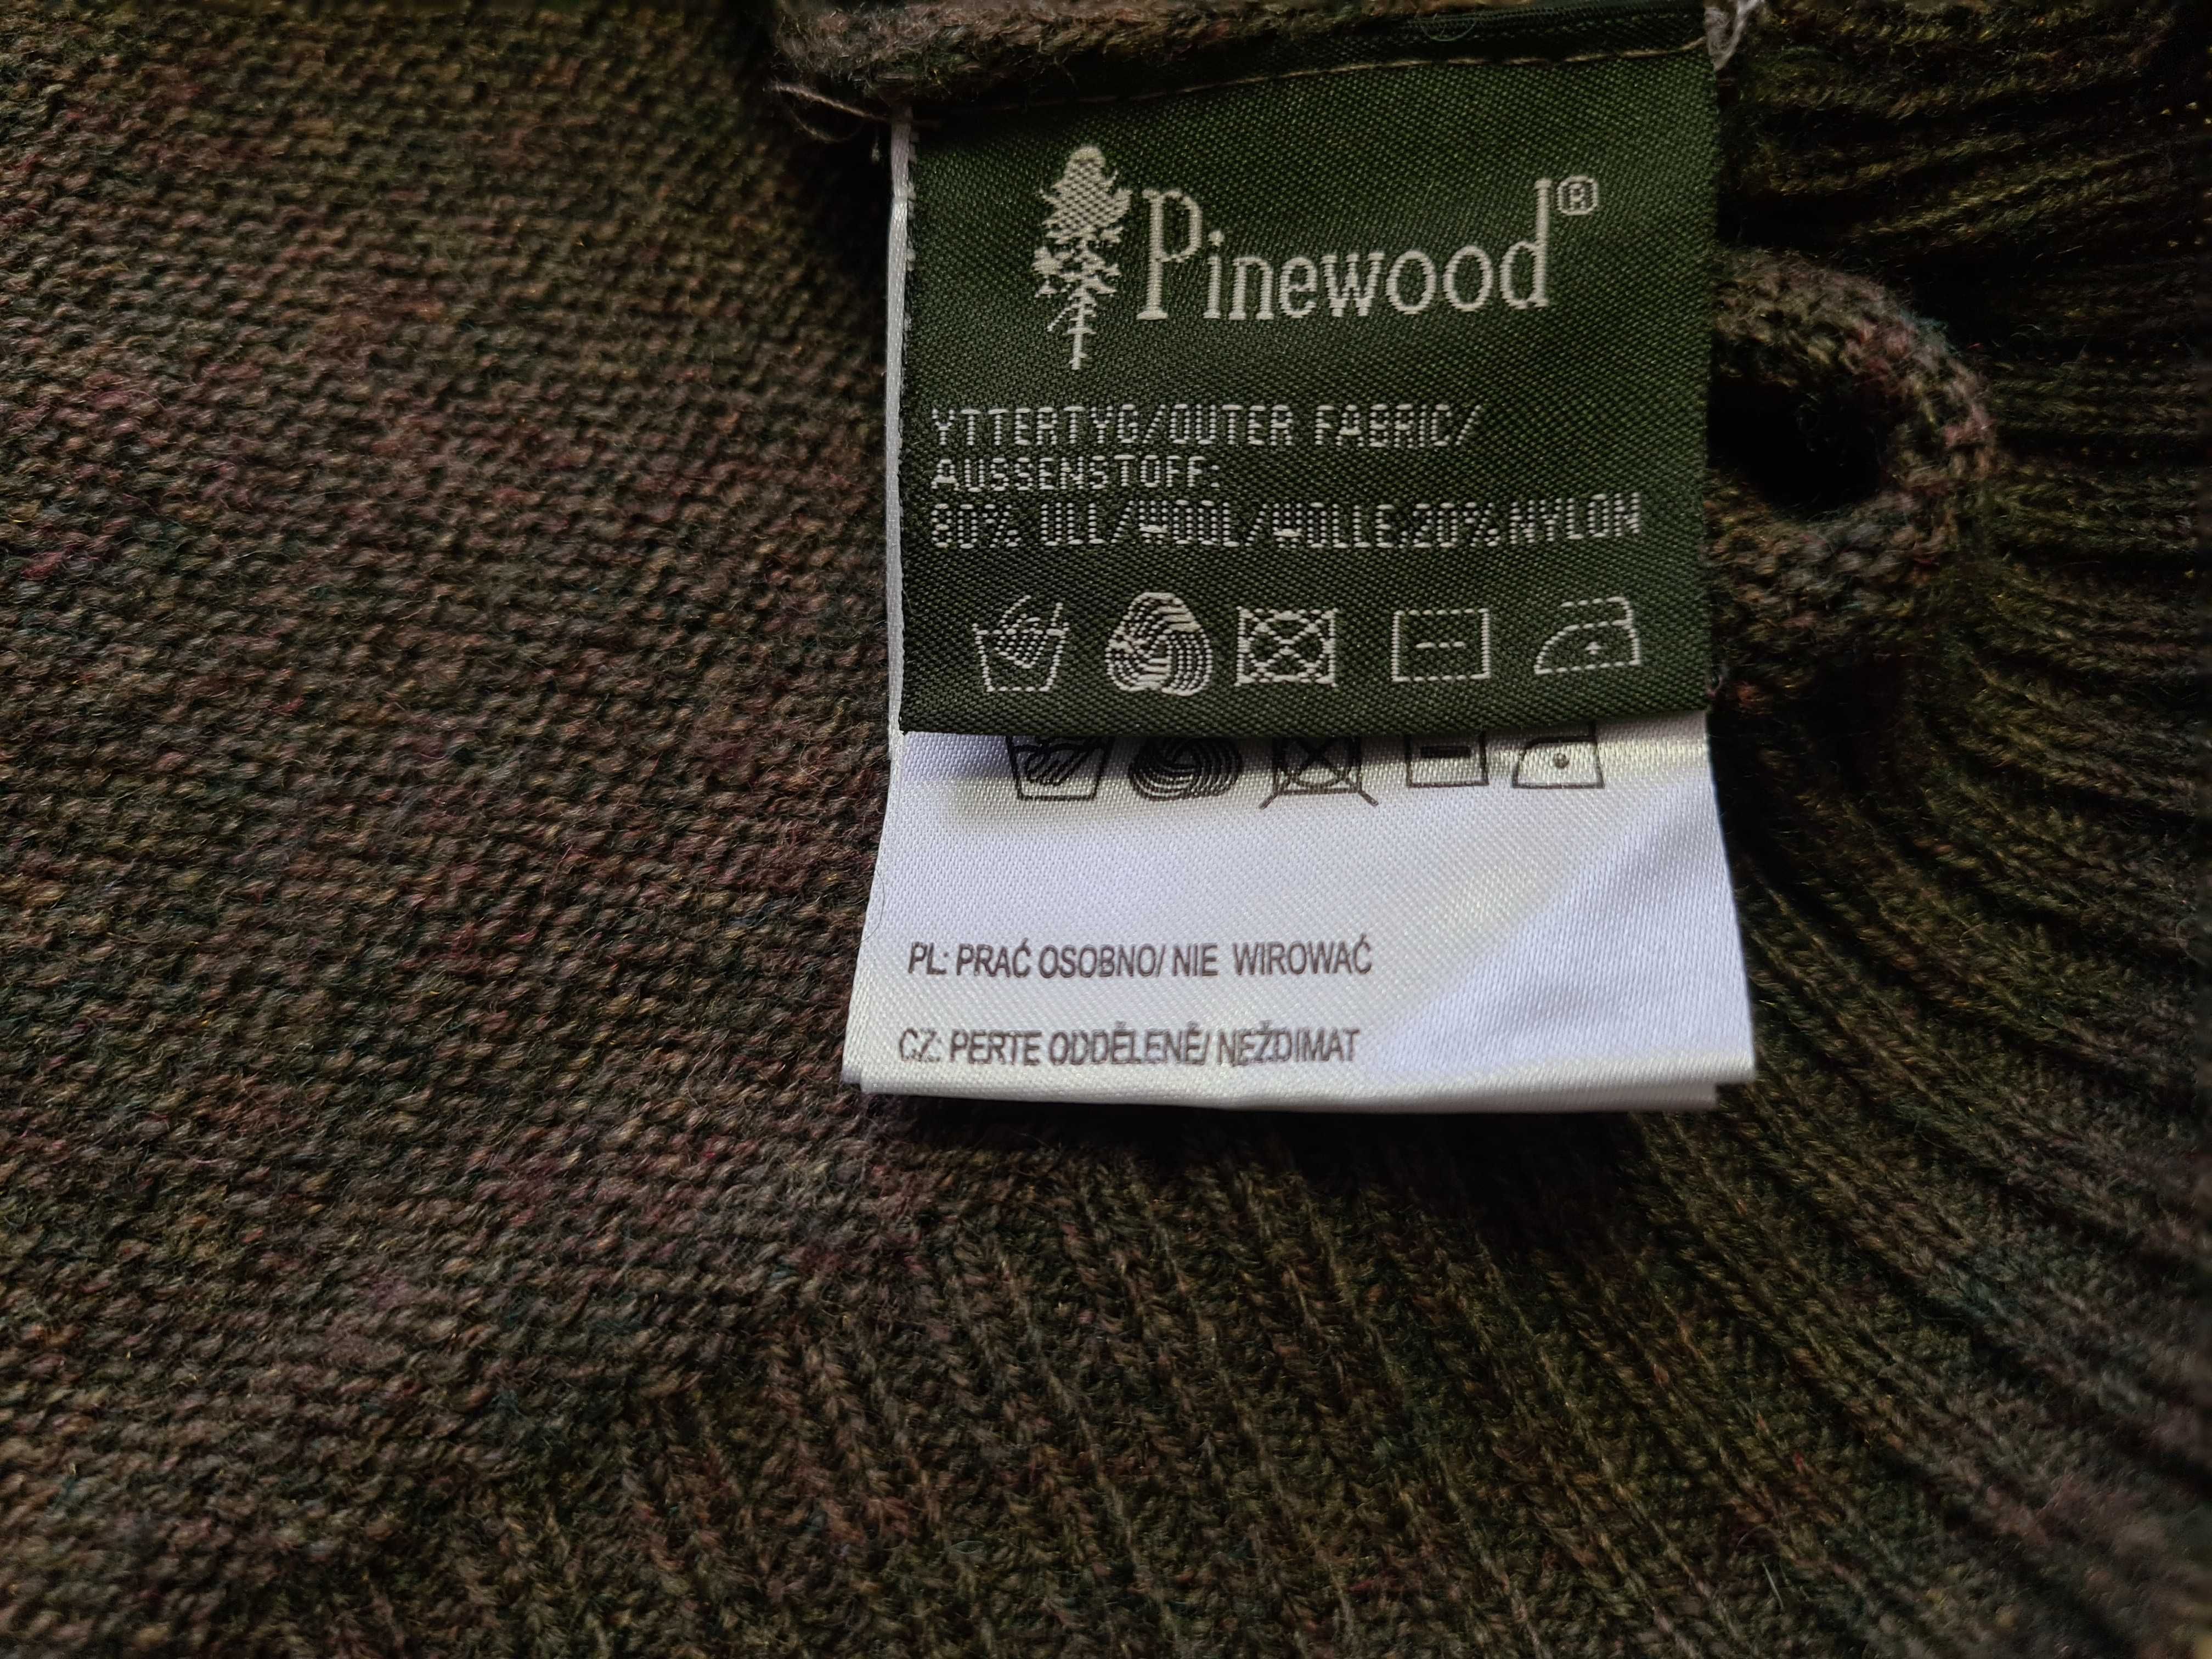 Pinewood®
YTTERTYG/OUTER FABRIC/
AUSSENSTOFF:
80% ULL/WOOL/WOLLE.20% NYLON
PL: PRAĆ OSOBNO/ NIE WIROWAĆ
CZ: PERTE ODDĚLENĚ/ NEŽDIMAT